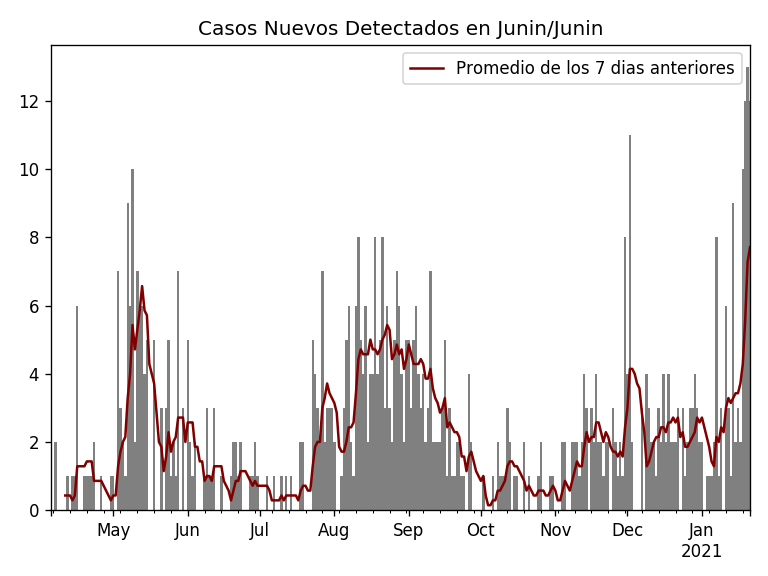 Casos Nuevos Detectados en Junin/Junin
Promedio de los 7 dias anteriores
12
10
8
6
4
2
0
May Jun Jul Aug Sep Oct Nov Dec Jan
2021